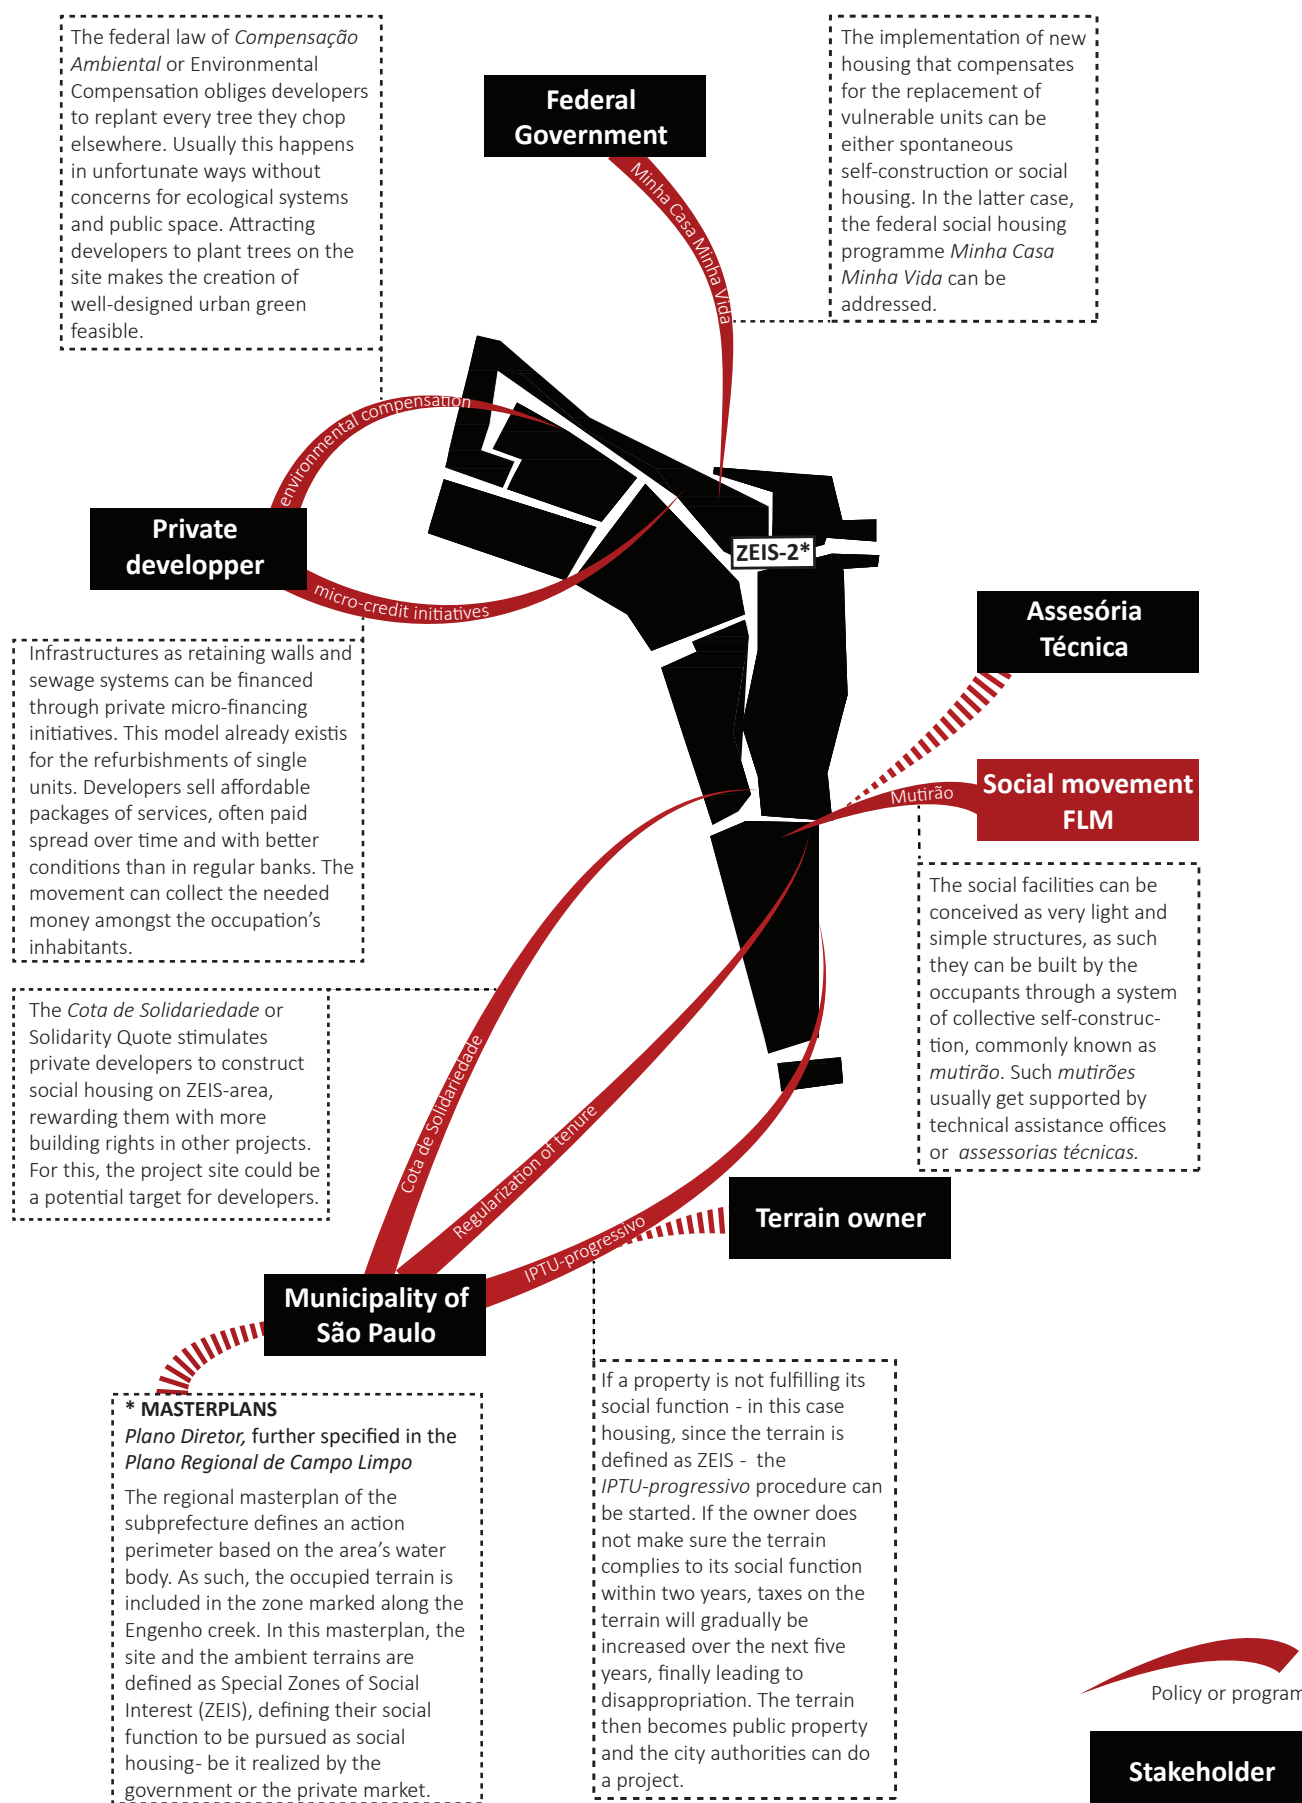 The federal law of Compensação
Ambiental or Environmental
Compensation obliges developers
to replant every tree they chop
elsewhere. Usually this happens
in unfortunate ways without
concerns for ecological systems
and public space. Attracting
developers to plant trees on the
site makes the creation of
well-designed urban green
feasible.
Federal
Government
The implementation of new
housing that compensates
for the replacement of
vulnerable units can be
either spontaneous
self-construction or social
housing. In the latter case,
the federal social housing
programme Minha Casa
Minha Vida can be
addressed.
Minha Casa Minha Vida
environmental compensation
Private
developper
micro-credit initiatives
ZEIS-2*
Assesória
Técnica
Infrastructures as retaining walls and
sewage systems can be financed
through private micro-financing
initiatives. This model already existis
for the refurbishments of single
units. Developers sell affordable
packages of services, often paid
spread over time and with better
conditions than in regular banks. The
movement can collect the needed
money amongst the occupation's
inhabitants.
Mutirão
Social movement
FLM
The social facilities can be
conceived as very light and
simple structures, as such
they can be built by the
occupants through a system
of collective self-construc-
tion, commonly known as
mutirão. Such mutirões
usually get supported by
technical assistance offices
or assessorias técnicas.
The Cota de Solidariedade or
Solidarity Quote stimulates
private developers to construct
social housing on ZEIS-area,
rewarding them with more
building rights in other projects.
For this, the project site could be
a potential target for developers.
Cota de Solidariedade
Regularization of tenure
IPTU-progressivo
Terrain owner
Municipality of
São Paulo
* MASTERPLANS
Plano Diretor, further specified in the
Plano Regional de Campo Limpo
The regional masterplan of the
subprefecture defines an action
perimeter based on the area's water
body. As such, the occupied terrain is
included in the zone marked along the
Engenho creek. In this masterplan, the
site and the ambient terrains are
defined as Special Zones of Social
Interest (ZEIS), defining their social
function to be pursued as social
housing- be it realized by the
government or the private market.
If a property is not fulfilling its
social function - in this case
housing, since the terrain is
defined as ZEIS - the
IPTU-progressivo procedure can
be started. If the owner does
not make sure the terrain
complies to its social function
within two years, taxes on the
terrain will gradually be
increased over the next five
years, finally leading to
disappropriation. The terrain
then becomes public property
and the city authorities can do
a project.
Policy or program
Stakeholder